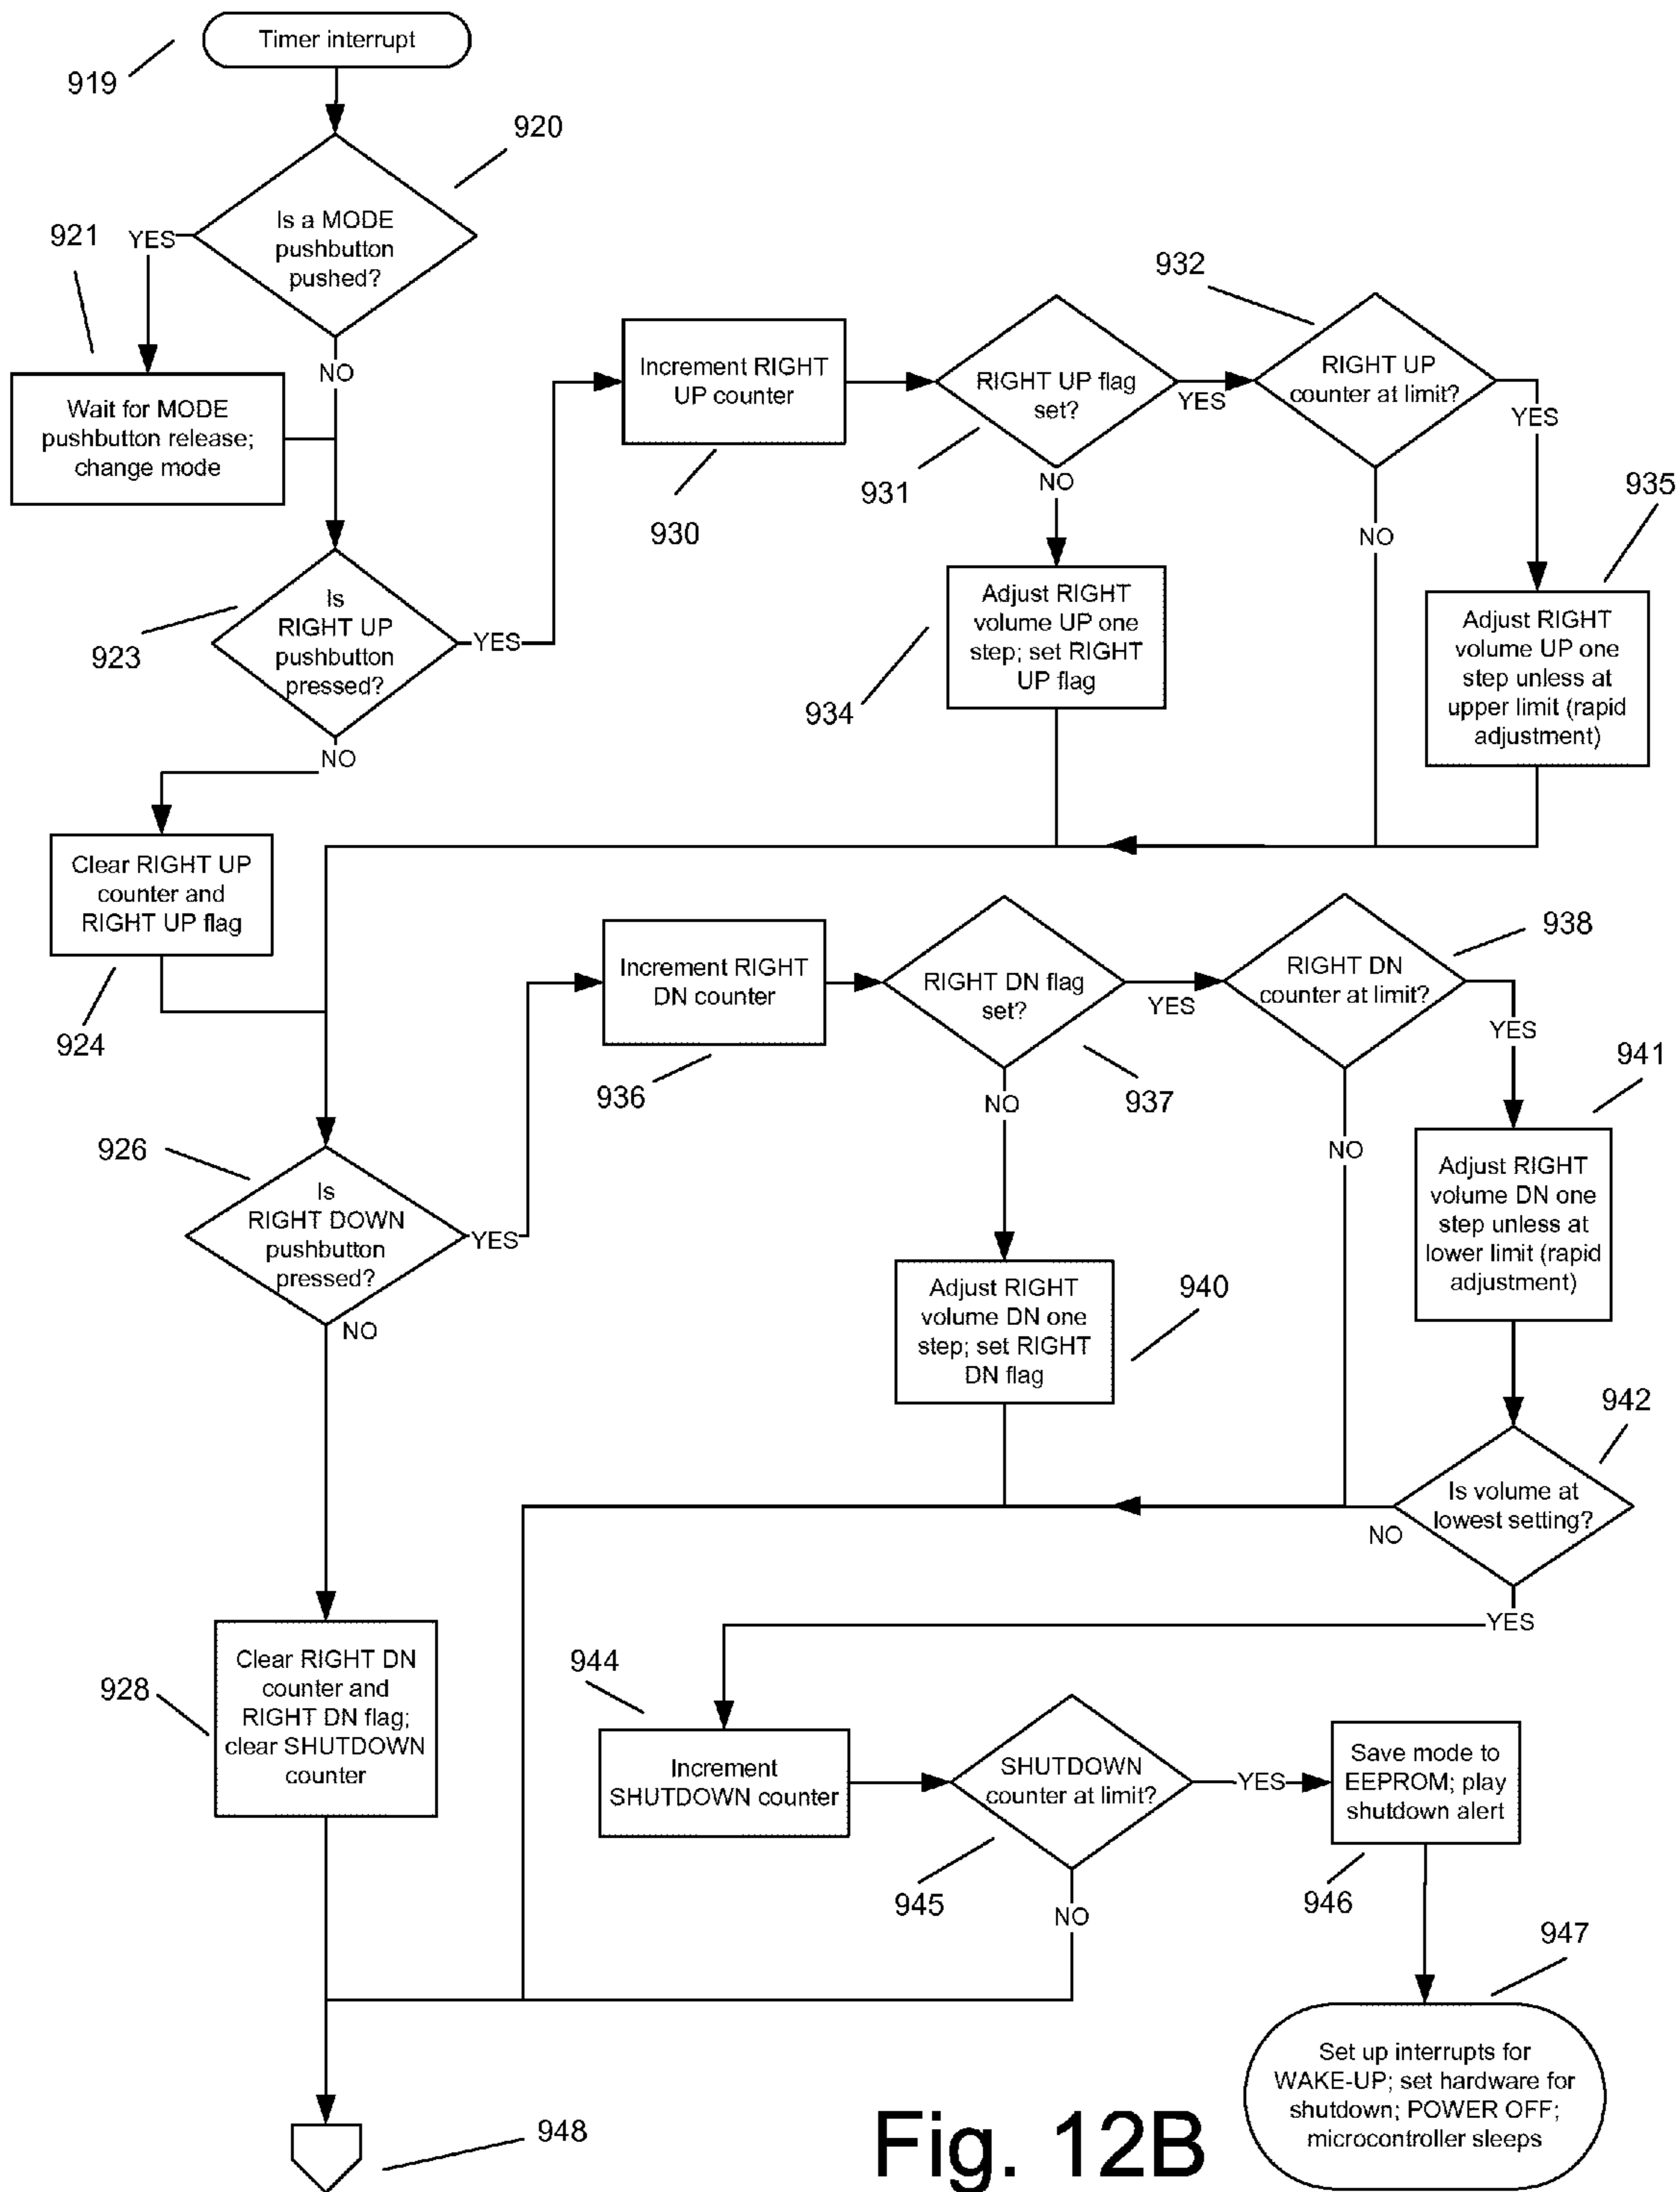 Timer interrupt
919
920
Is a MODE
pushbutton
pushed?
921
YES
NO
Wait for MODE
pushbutton release;
change mode
932
Increment RIGHT
UP counter
930
RIGHT UP flag
set?
931
YES
NO
RIGHT UP
counter at limit?
YES
NO
935
Is
RIGHT UP
pushbutton
pressed?
923
YES
NO
Adjust RIGHT
volume UP one
step; set RIGHT
UP flag
934
Adjust RIGHT
volume UP one
step unless at
upper limit (rapid
adjustment)
Clear RIGHT UP
counter and
RIGHT UP flag
924
Increment RIGHT
DN counter
936
RIGHT DN flag
set?
937
YES
NO
RIGHT DN
counter at limit?
938
YES
NO
941
926
Is
RIGHT DOWN
pushbutton
pressed?
YES
NO
Adjust RIGHT
volume DN one
step unless at
lower limit (rapid
adjustment)
Adjust RIGHT
volume DN one
step; set RIGHT
DN flag
940
942
Is volume at
lowest setting?
NO
YES
928
Clear RIGHT DN
counter and
RIGHT DN flag;
clear SHUTDOWN
counter
944
Increment
SHUTDOWN counter
SHUTDOWN
counter at limit?
945
YES
NO
Save mode to
EEPROM; play
shutdown alert
946
947
Set up interrupts for
WAKE-UP; set hardware for
shutdown; POWER OFF;
microcontroller sleeps
948
Fig. 12B